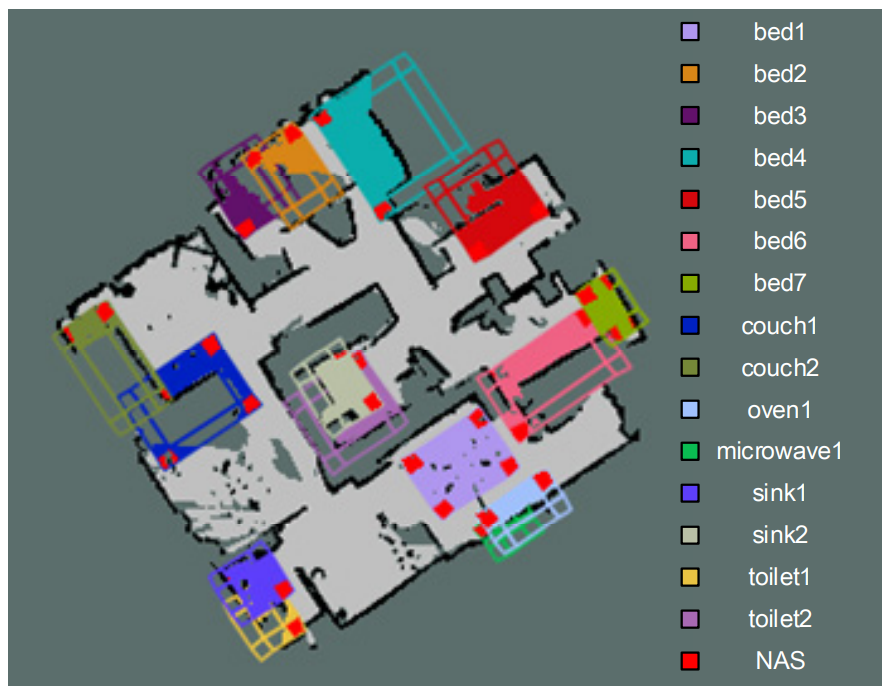 bed1
bed2
bed3
bed4
bed5
bed6
bed7
couch1
couch2
oven1
microwave1
sink1
sink2
toilet1
toilet2
NAS